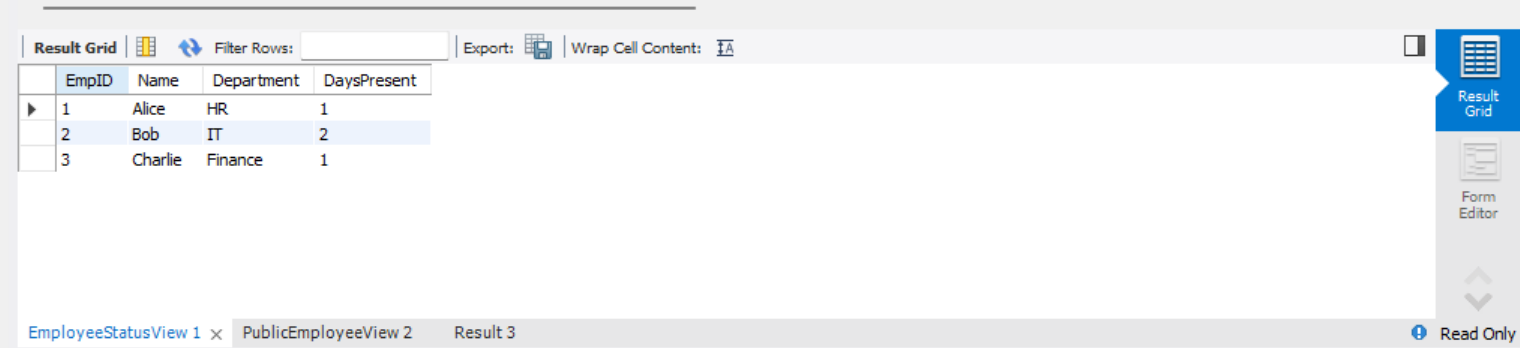 Result Grid Filter Rows: Export: Wrap Cell Content:
EmpID Name Department DaysPresent
1 Alice HR 1
2 Bob IT 2
3 Charlie Finance 1
Result
Grid
Form
Editor
EmployeeStatusView 1 × PublicEmployeeView 2 Result 3 Read Only